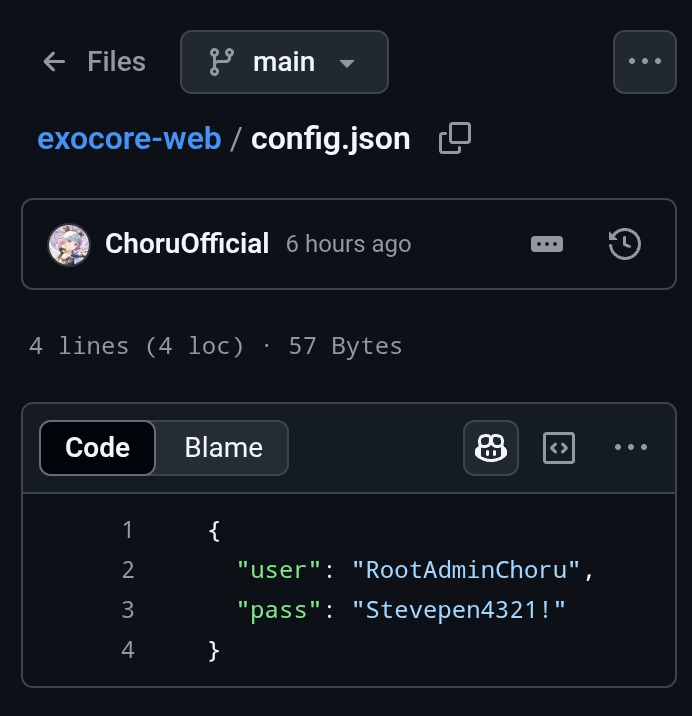 Files
main
exocore-web / config.json
ChoruOfficial 6 hours ago
4 lines (4 loc) · 57 Bytes
Code Blame
1 {
2 "user": "RootAdminChoru",
3 "pass": "Stevepen4321!"
4 }